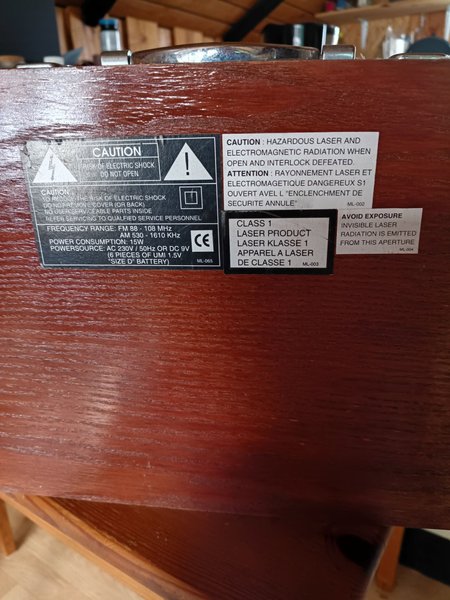 CAUTION
RISK OF ELECTRIC SHOCK
DO NOT OPEN
CAUTION:
TO REDUCE THE RISK OF ELECTRIC SHOCK
DO NOT REMOVE COVER (OR BACK)
NO USER SERVICEABLE PARTS INSIDE
REFER SERVICING TO QUALIFIED SERVICE PERSONNEL
FREQUENCY RANGE: FM 88 - 108 MHz
AM 530 - 1610 KHz
POWER CONSUMPTION: 15W
POWERSOURCE: AC 230V / 50Hz OR DC 9V
(6 PIECES OF UMI 1.5V
"SIZE D" BATTERY)
CE
ML-065
CAUTION : HAZARDOUS LASER AND
ELECTROMAGNETIC RADIATION WHEN
OPEN AND INTERLOCK DEFEATED.
ATTENTION : RAYONNEMENT LASER ET
ELECTROMAGETIQUE DANGEREUX S1
OUVERT AVEL L "ENCLENCHMENT DE
SECURITE ANNULE"
ML-002
CLASS 1
LASER PRODUCT
LASER KLASSE 1
APPAREL A LASER
DE CLASSE 1
ML-003
AVOID EXPOSURE
INVISIBLE LASER
RADIATION IS EMITTED
FROM THIS APERTURE
ML-004